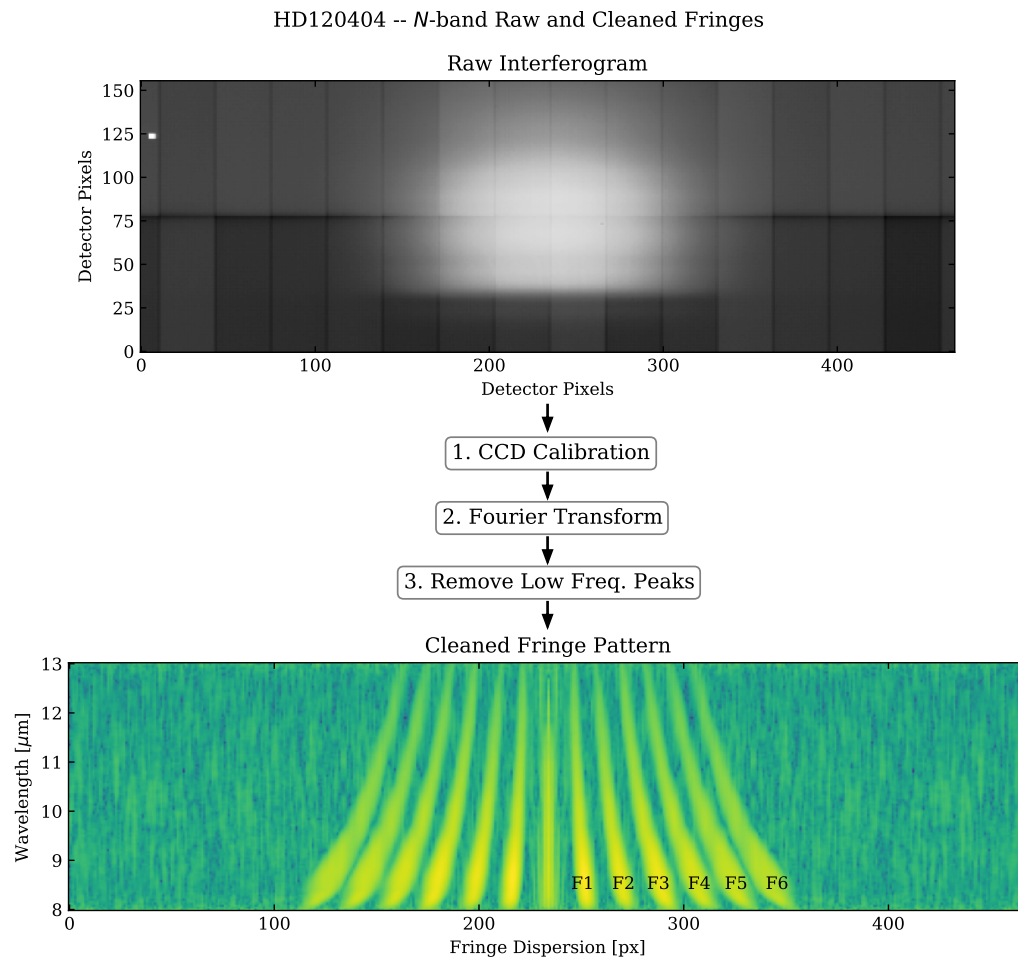 HD120404 -- N-band Raw and Cleaned Fringes
Raw Interferogram
Detector Pixels
150
125
100
75
50
25
0
0 100 200 300 400
Detector Pixels
1. CCD Calibration
2. Fourier Transform
3. Remove Low Freq. Peaks
Cleaned Fringe Pattern
Wavelength [μm]
13
12
11
10
9
8
F1 F2 F3 F4 F5 F6
0 100 200 300 400
Fringe Dispersion [px]